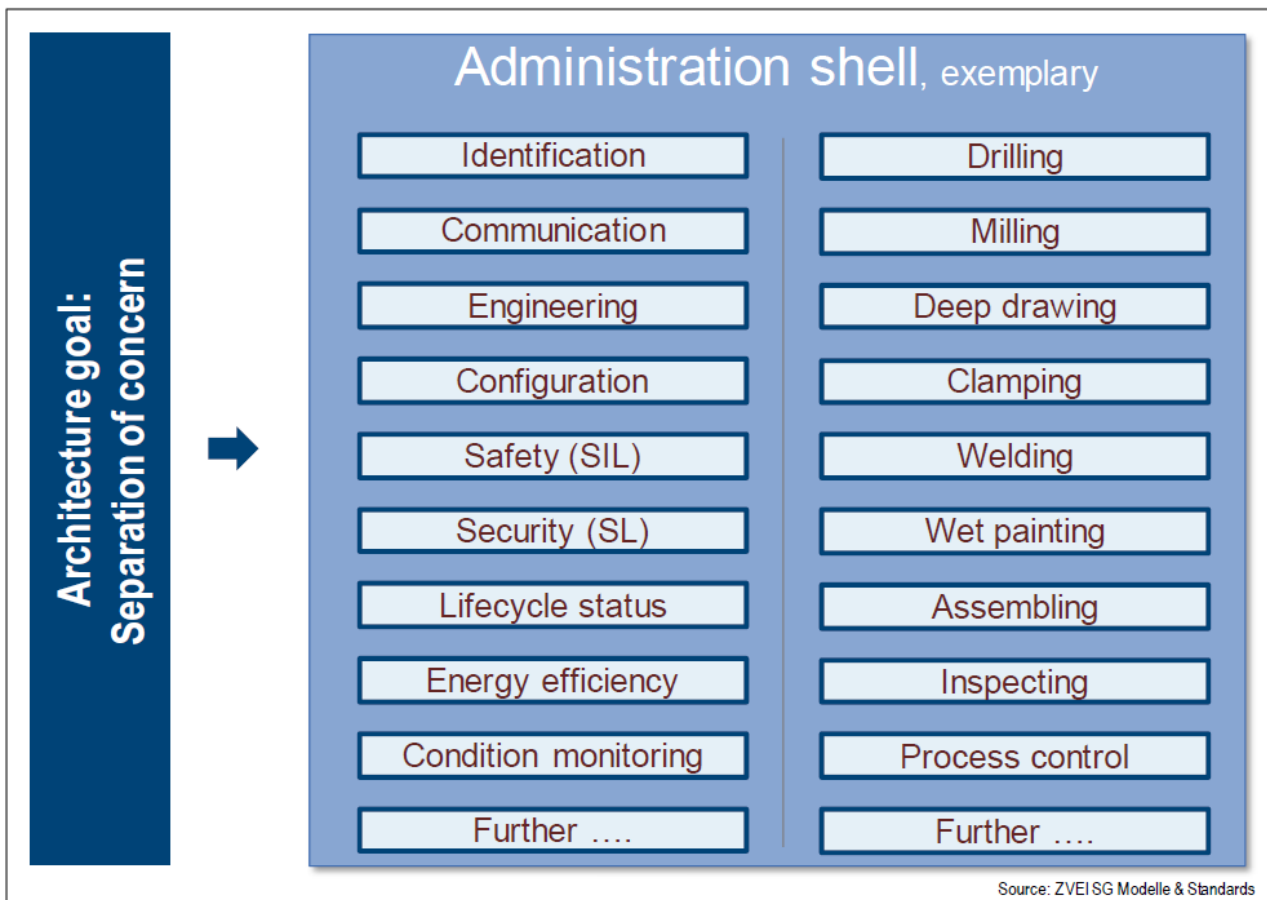 Architecture goal:
Separation of concern
Administration shell, exemplary
Identification
Communication
Engineering
Configuration
Safety (SIL)
Security (SL)
Lifecycle status
Energy efficiency
Condition monitoring
Further ....
Drilling
Milling
Deep drawing
Clamping
Welding
Wet painting
Assembling
Inspecting
Process control
Further ....
Source: ZVEI SG Modelle & Standards